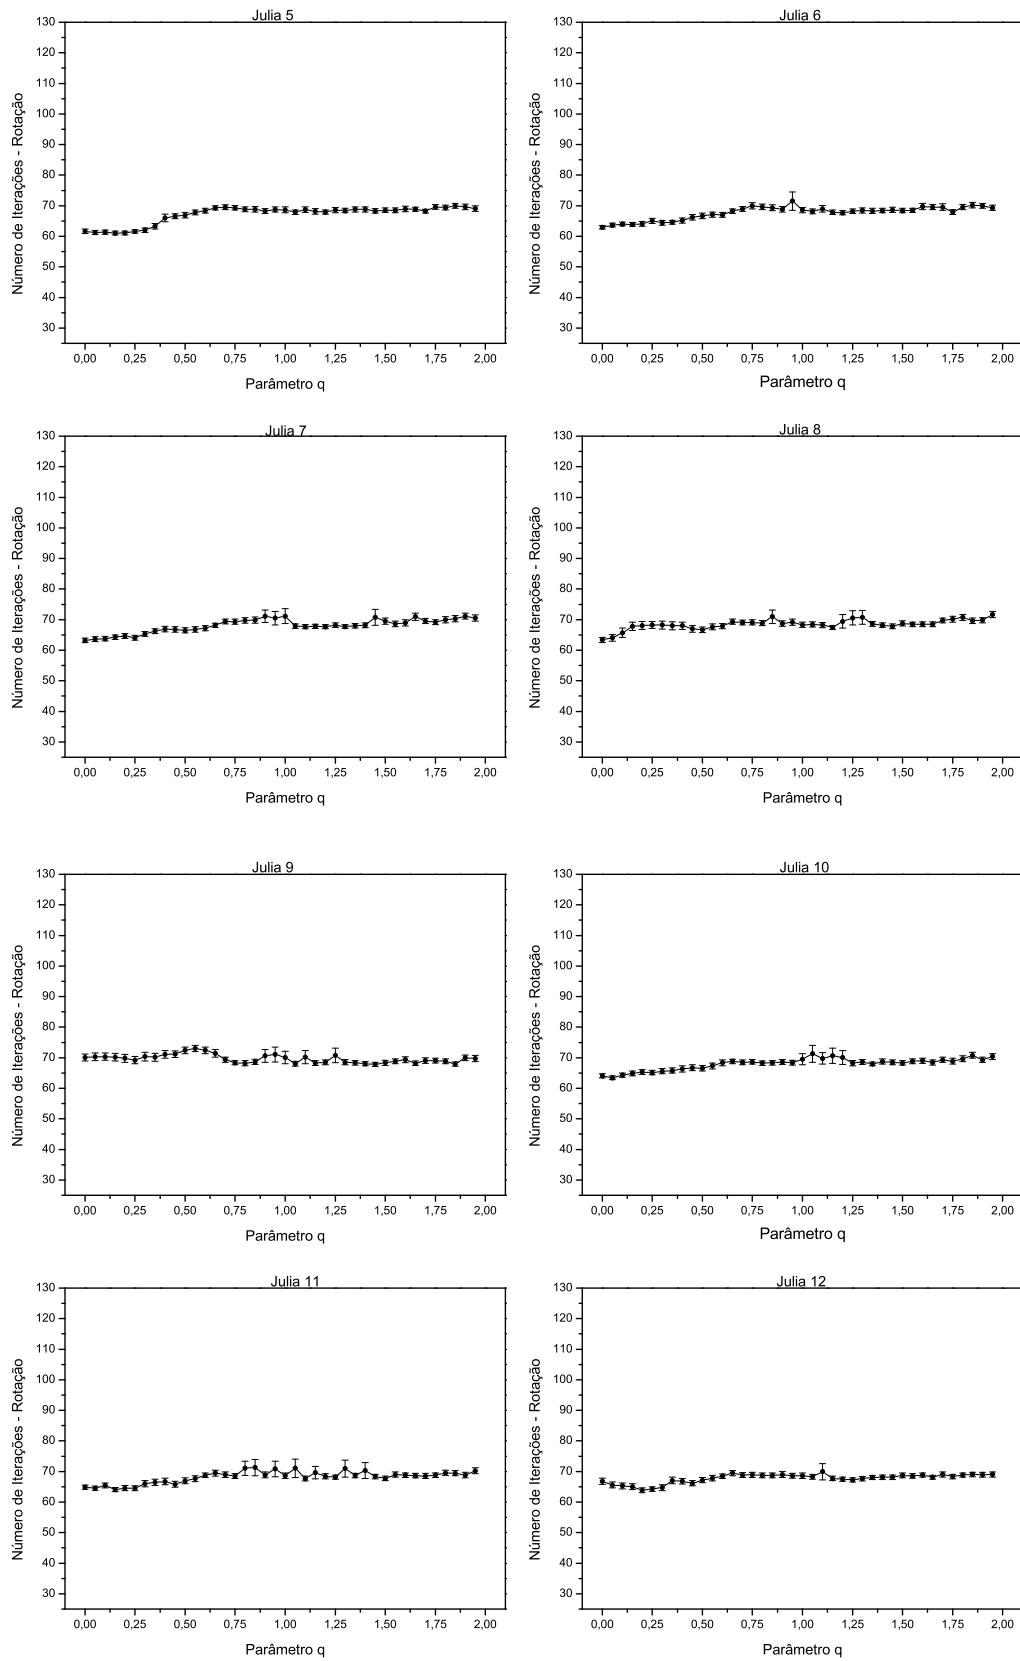 Julia 5
130
120
110
100
90
80
70
60
50
40
30
Número de Iterações - Rotação
0,00 0,25 0,50 0,75 1,00 1,25 1,50 1,75 2,00
Parâmetro q
Julia 6
130
120
110
100
90
80
70
60
50
40
30
Número de Iterações - Rotação
0,00 0,25 0,50 0,75 1,00 1,25 1,50 1,75 2,00
Parâmetro q
Julia 7
130
120
110
100
90
80
70
60
50
40
30
Número de Iterações - Rotação
0,00 0,25 0,50 0,75 1,00 1,25 1,50 1,75 2,00
Parâmetro q
Julia 8
130
120
110
100
90
80
70
60
50
40
30
Número de Iterações - Rotação
0,00 0,25 0,50 0,75 1,00 1,25 1,50 1,75 2,00
Parâmetro q
Julia 9
130
120
110
100
90
80
70
60
50
40
30
Número de Iterações - Rotação
0,00 0,25 0,50 0,75 1,00 1,25 1,50 1,75 2,00
Parâmetro q
Julia 10
130
120
110
100
90
80
70
60
50
40
30
Número de Iterações - Rotação
0,00 0,25 0,50 0,75 1,00 1,25 1,50 1,75 2,00
Parâmetro q
Julia 11
130
120
110
100
90
80
70
60
50
40
30
Número de Iterações - Rotação
0,00 0,25 0,50 0,75 1,00 1,25 1,50 1,75 2,00
Parâmetro q
Julia 12
130
120
110
100
90
80
70
60
50
40
30
Número de Iterações - Rotação
0,00 0,25 0,50 0,75 1,00 1,25 1,50 1,75 2,00
Parâmetro q